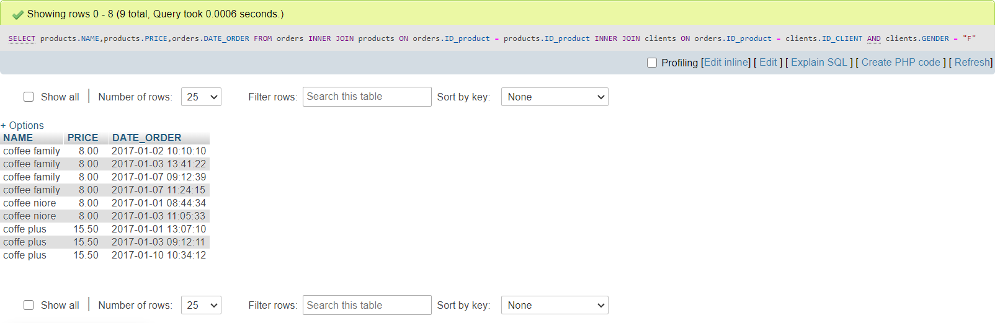 Showing rows 0 - 8 (9 total, Query took 0.0006 seconds.)
SELECT products.NAME,products.PRICE,orders.DATE_ORDER FROM orders INNER JOIN products ON orders.ID_product = products.ID_product INNER JOIN clients ON orders.ID_product = clients.ID_CLIENT AND clients.GENDER = "F"
Profiling [Edit inline] [ Edit ] [ Explain SQL ] [ Create PHP code ] [ Refresh]
Show all | Number of rows: 25 Filter rows: Search this table Sort by key: None
+ Options
NAME PRICE DATE_ORDER
coffee family 8.00 2017-01-02 10:10:10
coffee family 8.00 2017-01-03 13:41:22
coffee family 8.00 2017-01-07 09:12:39
coffee family 8.00 2017-01-07 11:24:15
coffee niore 8.00 2017-01-01 08:44:34
coffee niore 8.00 2017-01-03 11:05:33
coffe plus 15.50 2017-01-01 13:07:10
coffe plus 15.50 2017-01-03 09:12:11
coffe plus 15.50 2017-01-10 10:34:12
Show all | Number of rows: 25 Filter rows: Search this table Sort by key: None